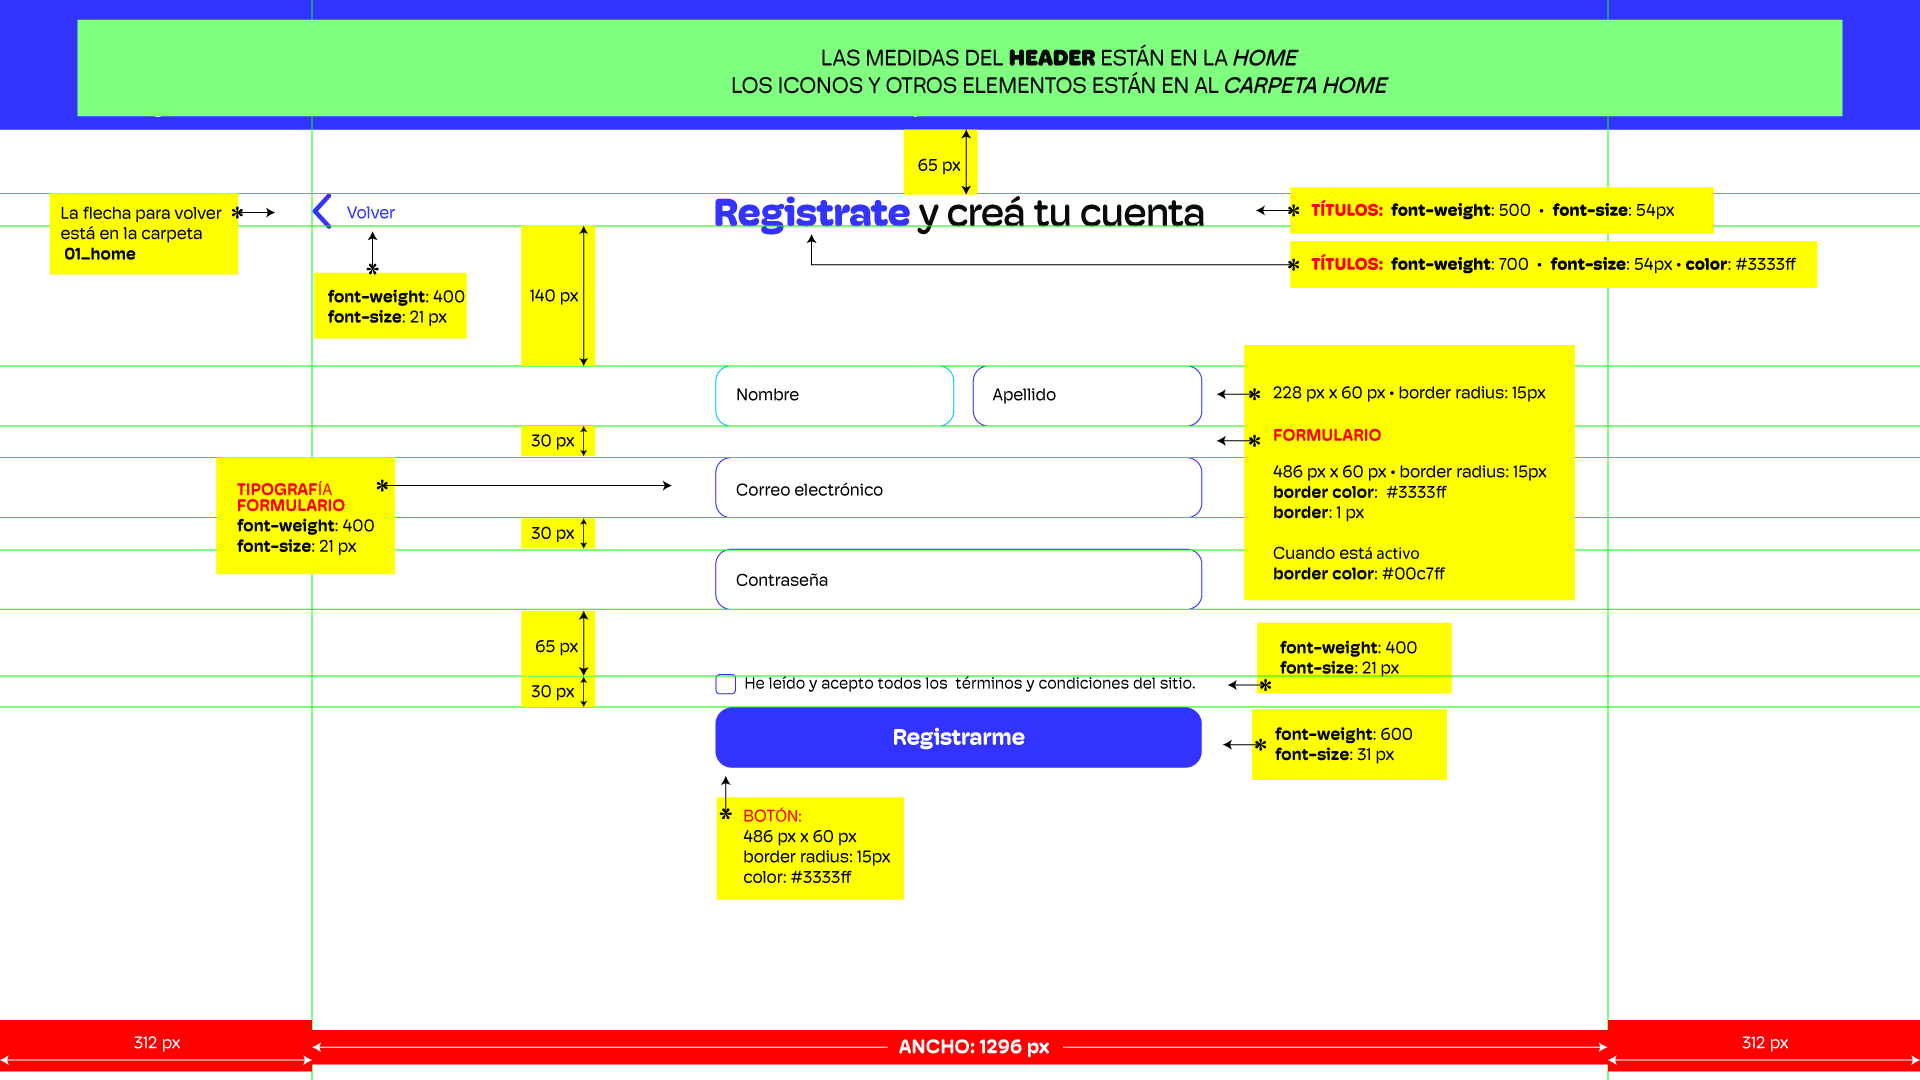 LAS MEDIDAS DEL HEADER ESTÁN EN LA HOME
LOS ICONOS Y OTROS ELEMENTOS ESTÁN EN AL CARPETA HOME
65 px
La flecha para volver *
está en la carpeta
01_home
Volver
Registrate y creá tu cuenta
* TÍTULOS: font-weight: 500 • font-size: 54px
* TÍTULOS: font-weight: 700 • font-size: 54px • color: #3333ff
*
font-weight: 400
font-size: 21 px
140 px
Nombre
Apellido
* 228 px x 60 px • border radius: 15px
30 px
* FORMULARIO
486 px x 60 px • border radius: 15px
border color: #3333ff
border: 1 px
Cuando está activo
border color: #00c7ff
TIPOGRAFÍA *
FORMULARIO
font-weight: 400
font-size: 21 px
Correo electrónico
30 px
Contraseña
65 px
font-weight: 400
font-size: 21 px
*
30 px
He leído y acepto todos los  términos y condiciones del sitio.
Registrarme
font-weight: 600
* font-size: 31 px
* BOTÓN:
486 px x 60 px
border radius: 15px
color: #3333ff
312 px
ANCHO: 1296 px
312 px